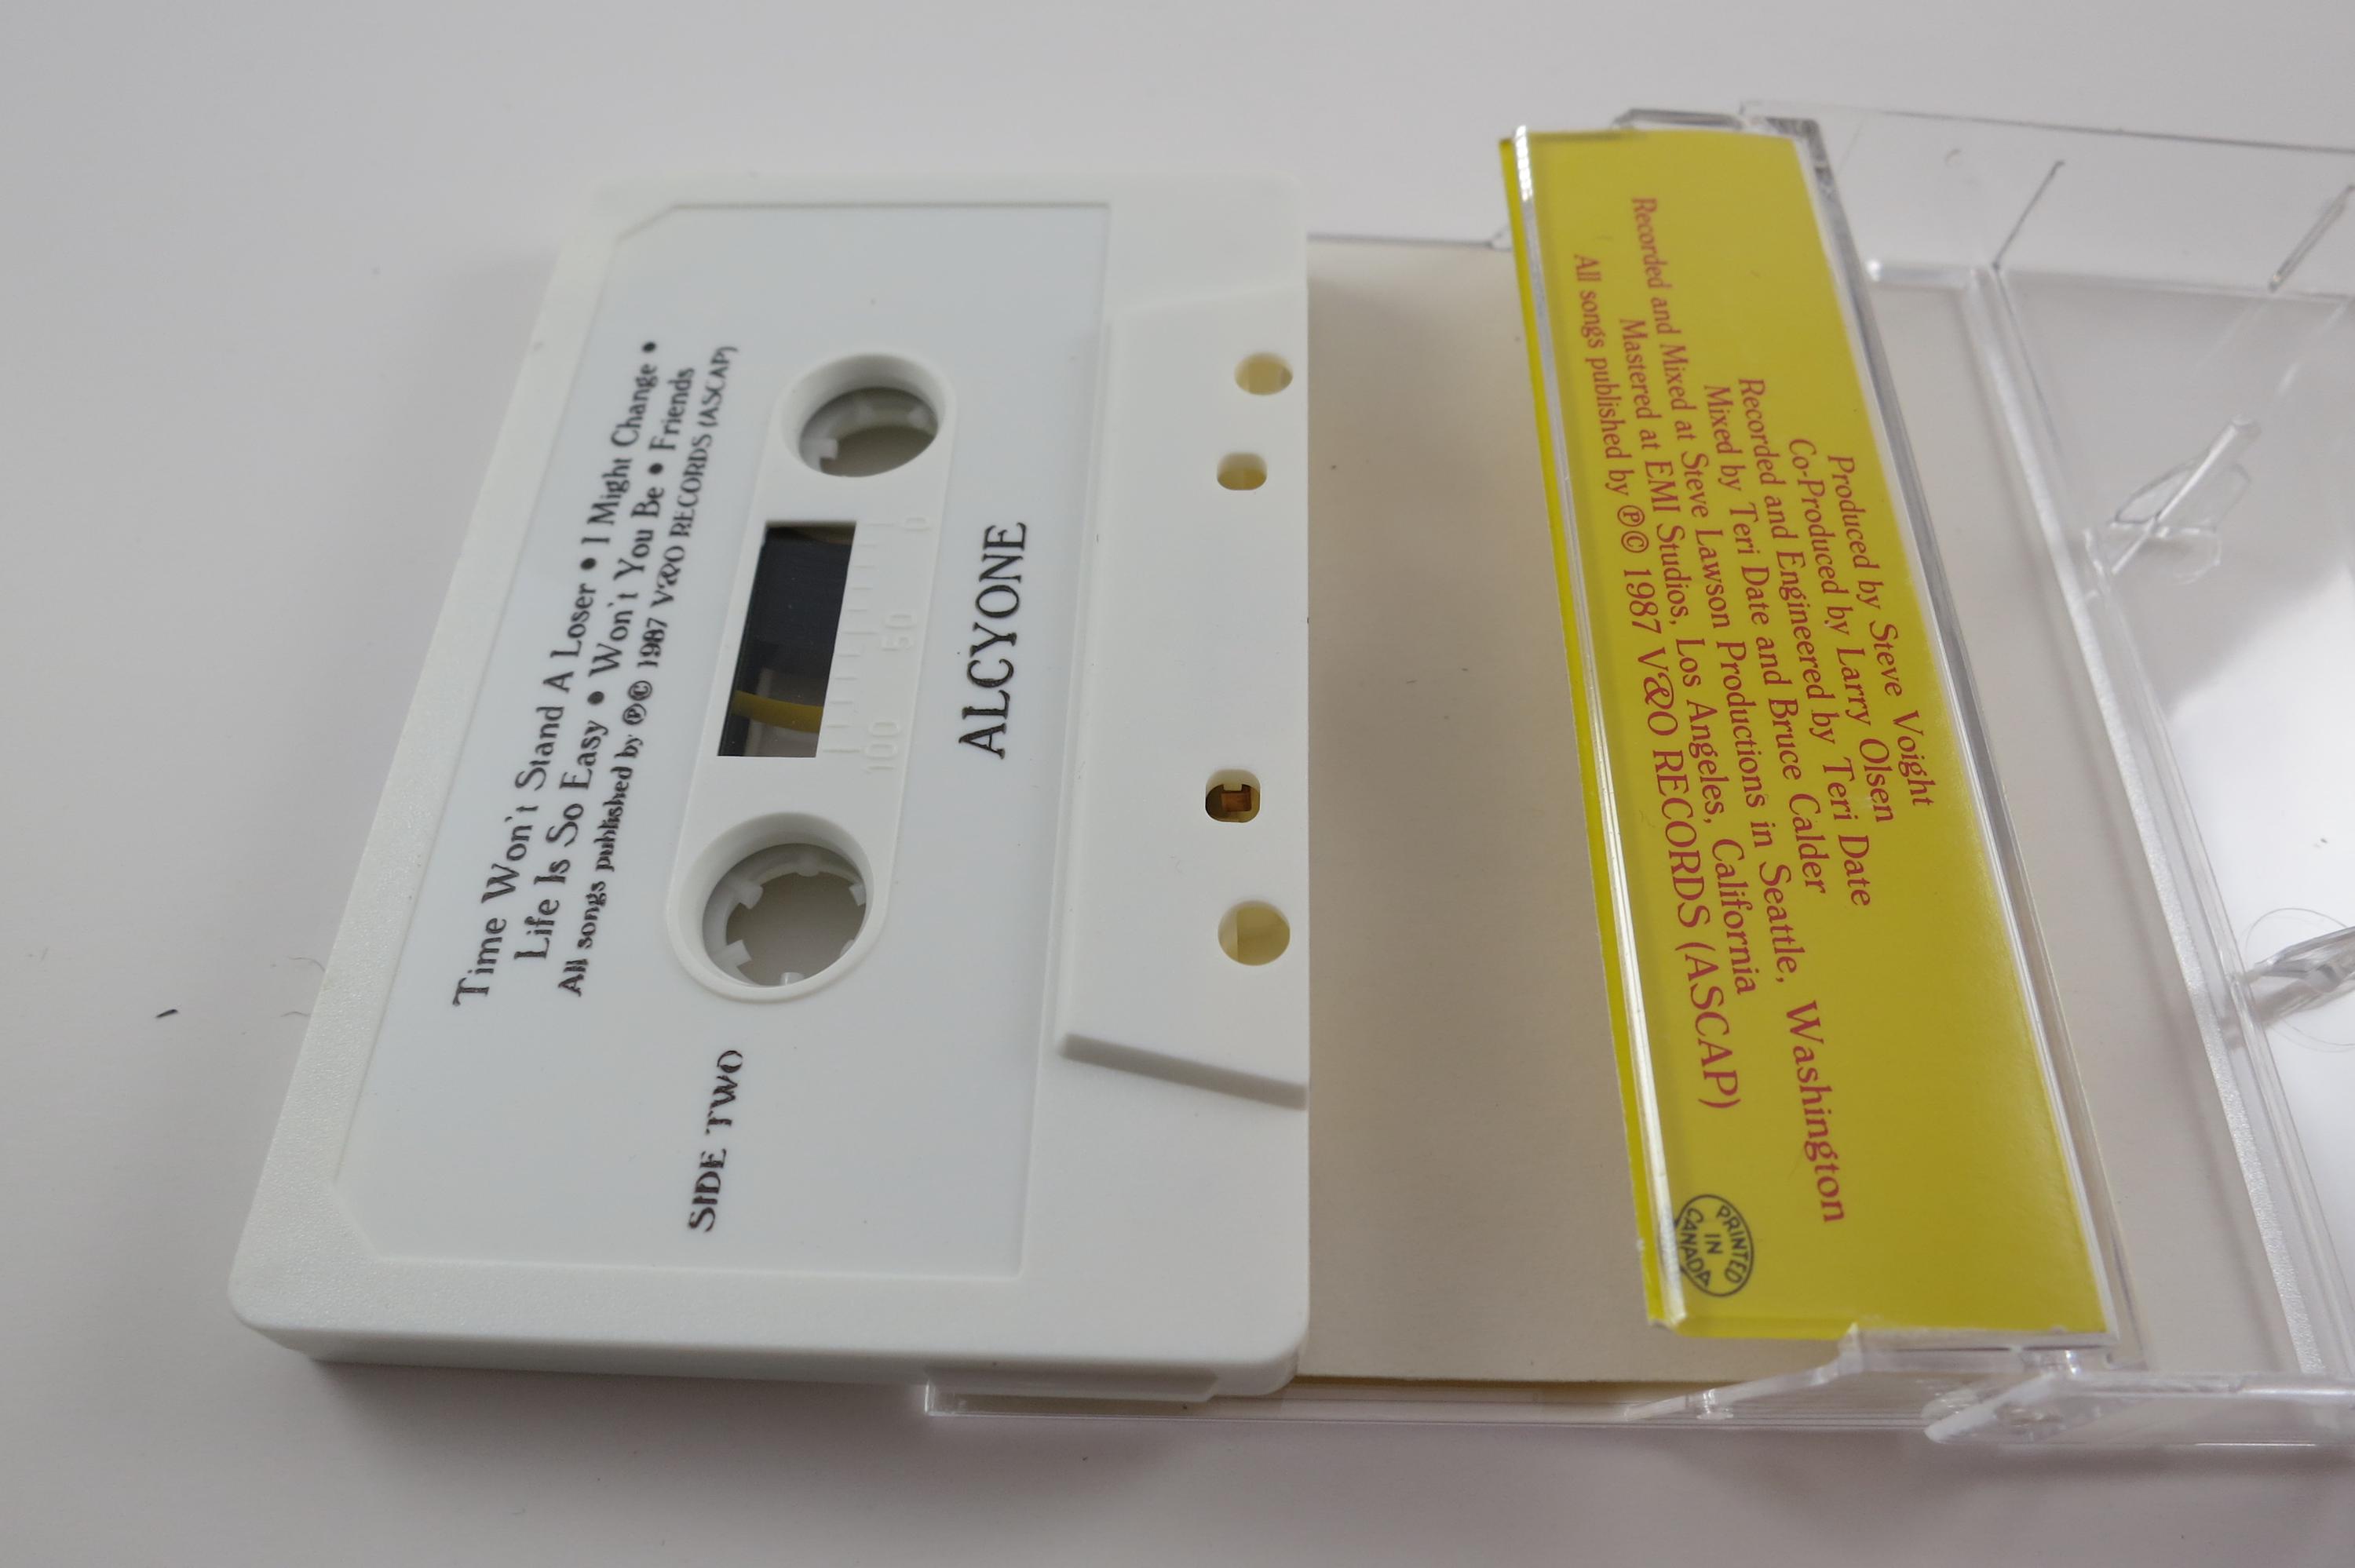 Time Won't Stand A Loser • I Might Change •
Life Is So Easy • Won't You Be • Friends
All songs published by ℗© 1987 V&O RECORDS (ASCAP)
SIDE TWO
0
50
100
ALCYONE
Produced by Steve Voight
Co-Produced by Larry Olsen
Recorded and Engineered by Teri Date
Mixed by Teri Date and Bruce Calder
Recorded and Mixed at Steve Lawson Productions in Seattle, Washington
Mastered at EMI Studios, Los Angeles, California
All songs published by ℗© 1987 V&O RECORDS (ASCAP)
PRINTED
IN
CANADA